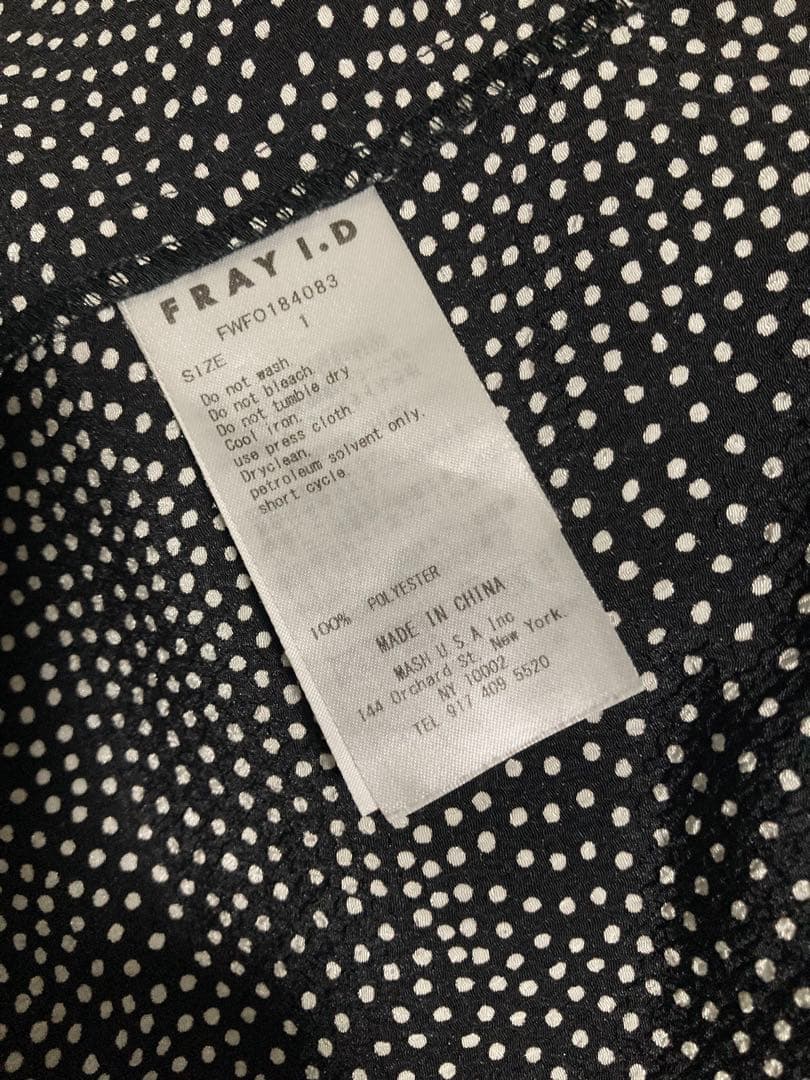 FRAY I.D
FWFO184083
SIZE 1
Do not wash
Do not bleach.
Do not tumble dry
Cool iron.
use press cloth
Dryclean.
petroleum solvent only.
short cycle.
100% POLYESTER
MADE IN CHINA
MASH U S A Inc
144 Orchard St. New York.
NY 10002
TEL 917 409 5520